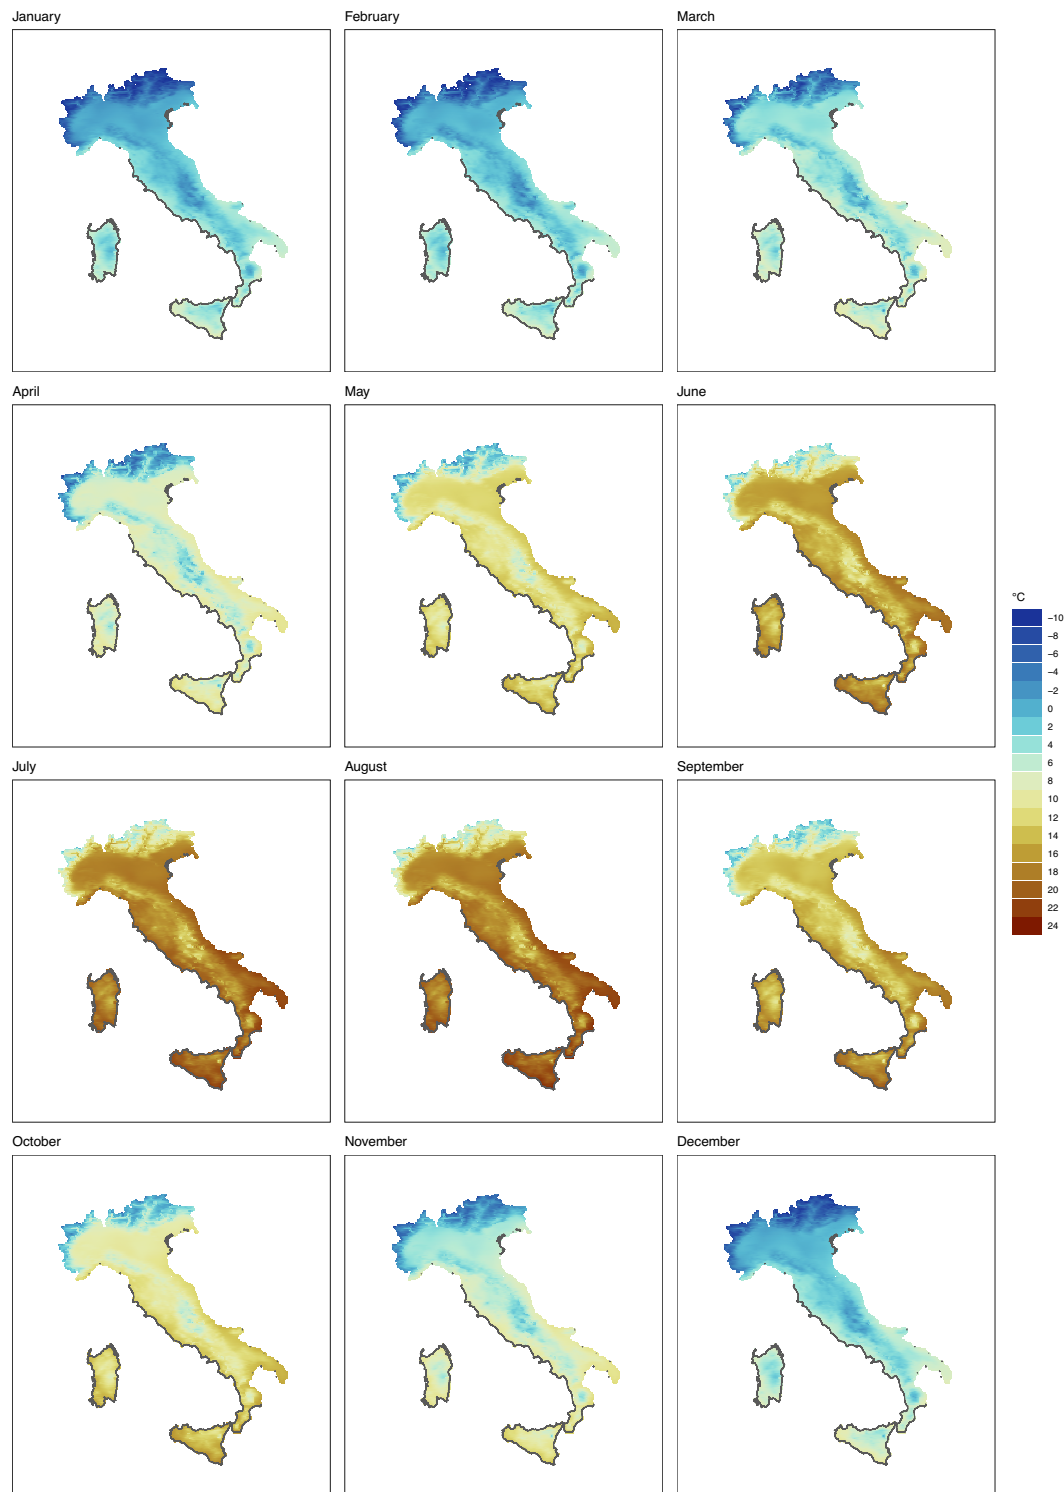 January
February
March
April
May
June
°C
−10
−8
−6
−4
−2
0
2
4
6
8
10
12
14
16
18
20
22
24
July
August
September
October
November
December